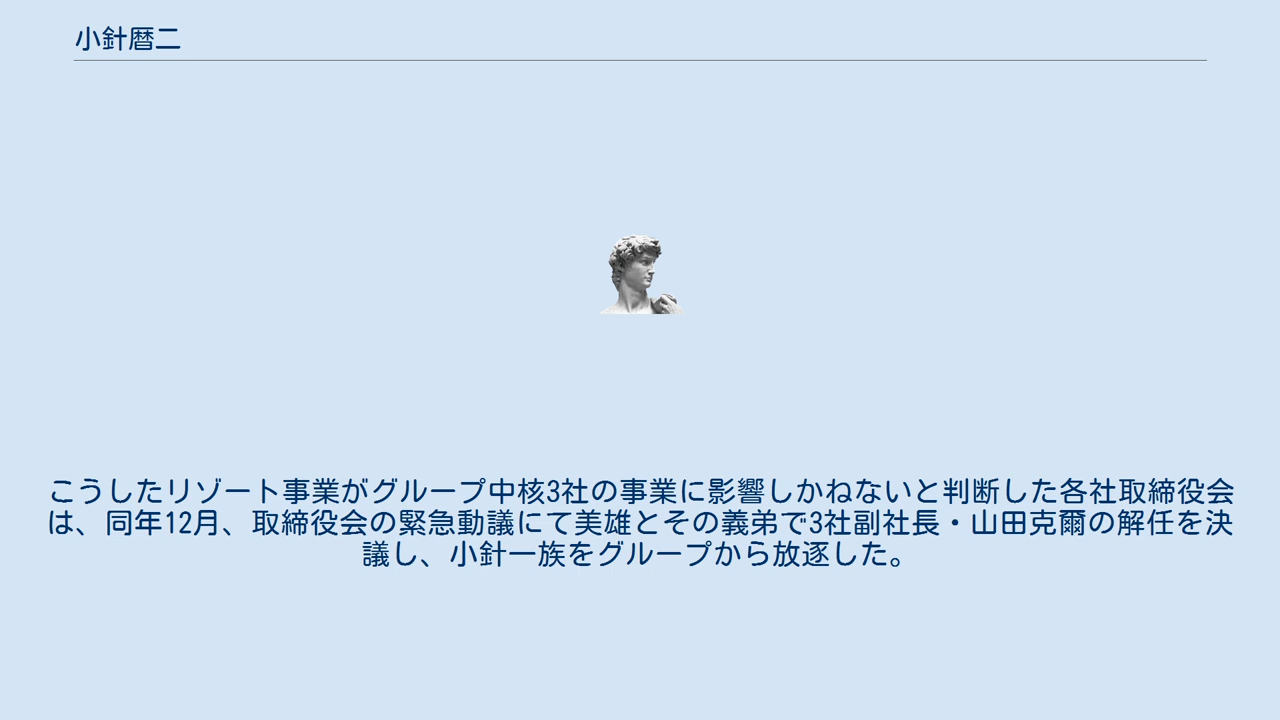 小針暦二
こうしたリゾート事業がグループ中核3社の事業に影響しかねないと判断した各社取締役会
は、同年12月、取締役会の緊急動議にて美雄とその義弟で3社副社長・山田克爾の解任を決
議し、小針一族をグループから放逐した。